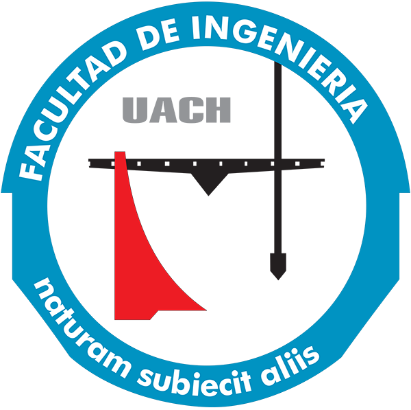 FACULTAD DE INGENIERIA
UACH
naturam subiecit aliis